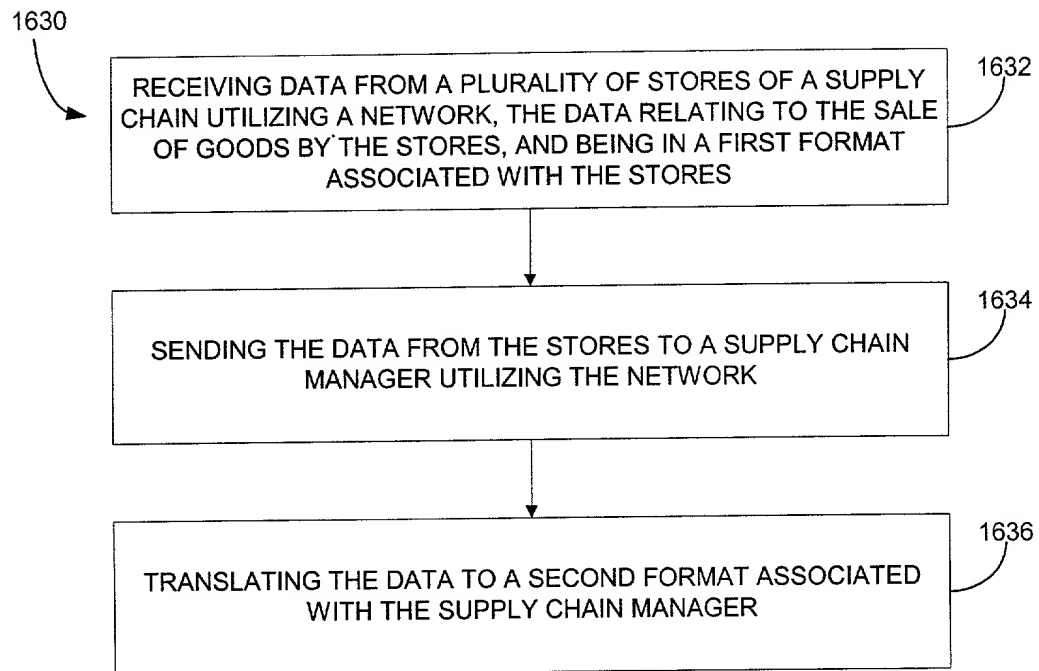 1630
1632
RECEIVING DATA FROM A PLURALITY OF STORES OF A SUPPLY
CHAIN UTILIZING A NETWORK, THE DATA RELATING TO THE SALE
OF GOODS BY THE STORES, AND BEING IN A FIRST FORMAT
ASSOCIATED WITH THE STORES
1634
SENDING THE DATA FROM THE STORES TO A SUPPLY CHAIN
MANAGER UTILIZING THE NETWORK
1636
TRANSLATING THE DATA TO A SECOND FORMAT ASSOCIATED
WITH THE SUPPLY CHAIN MANAGER